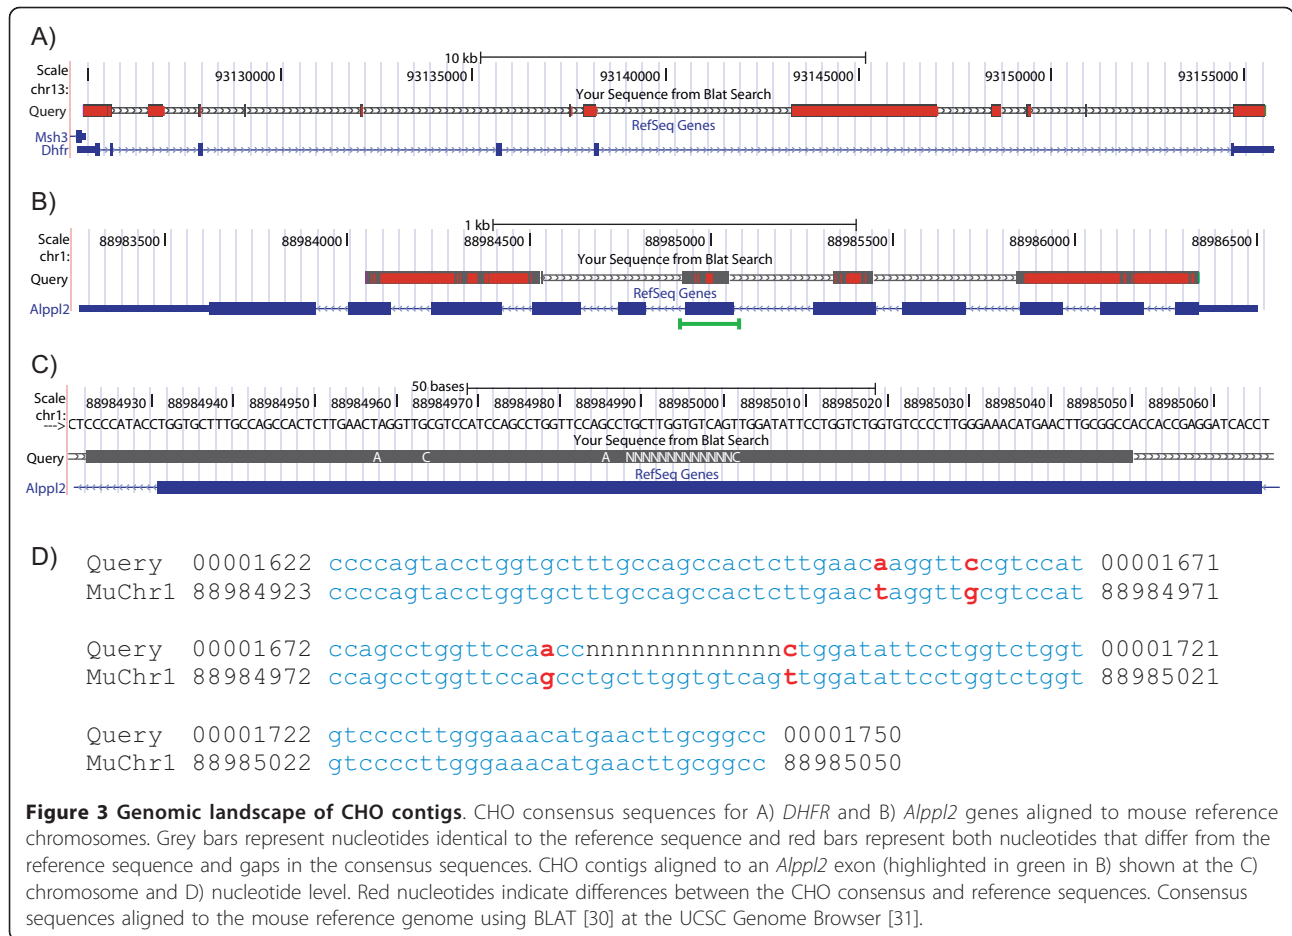 A)
10 kb
Scale
chr13:
93130000 93135000 93140000 93145000 93150000 93155000
Your Sequence from Blat Search
Query
RefSeq Genes
Msh3
Dhfr
B)
1 kb
Scale
chr1:
88983500 88984000 88984500 88985000 88985500 88986000 88986500
Your Sequence from Blat Search
Query
RefSeq Genes
Alppl2
C)
50 bases
Scale
chr1:
88984930 88984940 88984950 88984960 88984970 88984980 88984990 88985000 88985010 88985020 88985030 88985040 88985050 88985060
---> CTCCCCATACCTGGTGCTTTGCCAGCCACTCTTGAACTAGGTTGCGTCCATCCAGCCTGGTTCCAGCCTGCTTGGTGTCAGTTGGATATTCCTGGTCTGGTGTCCCCTTGGGAAACATGAACTTGCGGCCACCACCGAGGATCACCT
Your Sequence from Blat Search
Query A C A NNNNNNNNNNNNNC
RefSeq Genes
Alppl2
D)
Query 00001622 ccccagtacctggtgctttgccagccactcttgaacaaggttccgtccat 00001671
MuChr1 88984923 ccccagtacctggtgctttgccagccactcttgaactaggttgcgtccat 88984971
Query 00001672 ccagcctggttccaaccnnnnnnnnnnnnnctggatattcctggtctggt 00001721
MuChr1 88984972 ccagcctggttccagcctgcttggtgtcagttggatattcctggtctggt 88985021
Query 00001722 gtccccttgggaaacatgaacttgcggcc 00001750
MuChr1 88985022 gtccccttgggaaacatgaacttgcggcc 88985050
Figure 3 Genomic landscape of CHO contigs. CHO consensus sequences for A) DHFR and B) Alppl2 genes aligned to mouse reference
chromosomes. Grey bars represent nucleotides identical to the reference sequence and red bars represent both nucleotides that differ from the
reference sequence and gaps in the consensus sequences. CHO contigs aligned to an Alppl2 exon (highlighted in green in B) shown at the C)
chromosome and D) nucleotide level. Red nucleotides indicate differences between the CHO consensus and reference sequences. Consensus
sequences aligned to the mouse reference genome using BLAT [30] at the UCSC Genome Browser [31].